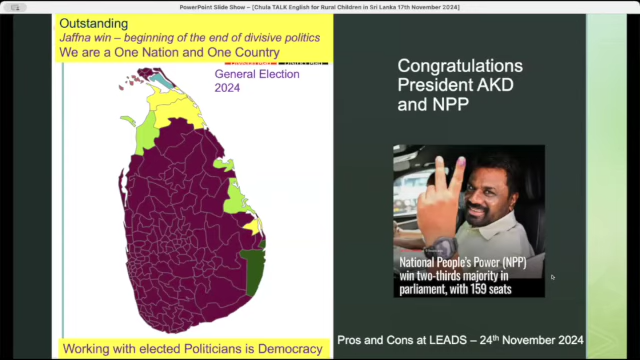 PowerPoint Slide Show - [Chula TALK English for Rural Children in Sri Lanka 17th November 2024]
Outstanding
Jaffna win – beginning of the end of divisive politics
We are a One Nation and One Country
General Election
2024
Working with elected Politicians is Democracy
Congratulations
President AKD
and NPP
National People's Power (NPP)
win two-thirds majority in
parliament, with 159 seats
Pros and Cons at LEADS – 24th November 2024